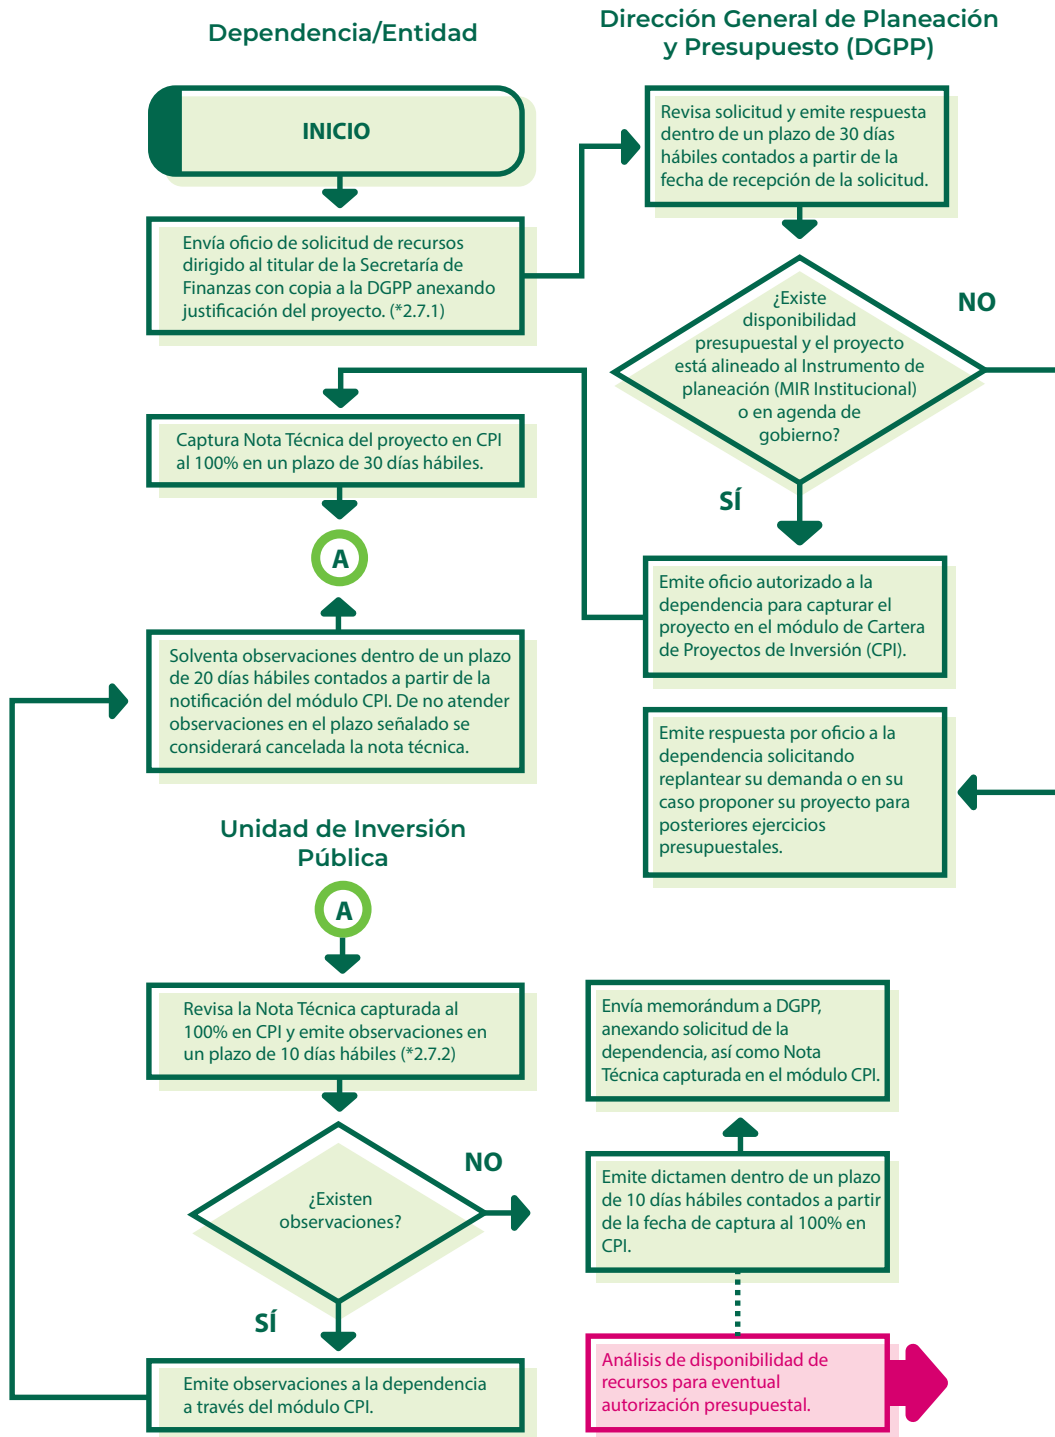 Dependencia/Entidad
INICIO
Envía oficio de solicitud de recursos
dirigido al titular de la Secretaría de
Finanzas con copia a la DGPP anexando
justificación del proyecto. (*2.7.1)
Dirección General de Planeación
y Presupuesto (DGPP)
Revisa solicitud y emite respuesta
dentro de un plazo de 30 días
hábiles contados a partir de la
fecha de recepción de la solicitud.
¿Existe
disponibilidad
presupuestal y el proyecto
está alineado al Instrumento de
planeación (MIR Institucional)
o en agenda de
gobierno?
NO
SÍ
Emite oficio autorizado a la
dependencia para capturar el
proyecto en el módulo de Cartera
de Proyectos de Inversión (CPI).
Emite respuesta por oficio a la
dependencia solicitando
replantear su demanda o en su
caso proponer su proyecto para
posteriores ejercicios
presupuestales.
Captura Nota Técnica del proyecto en CPI
al 100% en un plazo de 30 días hábiles.
A
Solventa observaciones dentro de un plazo
de 20 días hábiles contados a partir de la
notificación del módulo CPI. De no atender
observaciones en el plazo señalado se
considerará cancelada la nota técnica.
Unidad de Inversión
Pública
A
Revisa la Nota Técnica capturada al
100% en CPI y emite observaciones en
un plazo de 10 días hábiles (*2.7.2)
¿Existen
observaciones?
NO
SÍ
Emite observaciones a la dependencia
a través del módulo CPI.
Envía memorándum a DGPP,
anexando solicitud de la
dependencia, así como Nota
Técnica capturada en el módulo CPI.
Emite dictamen dentro de un plazo
de 10 días hábiles contados a partir
de la fecha de captura al 100% en
CPI.
Análisis de disponibilidad de
recursos para eventual
autorización presupuestal.